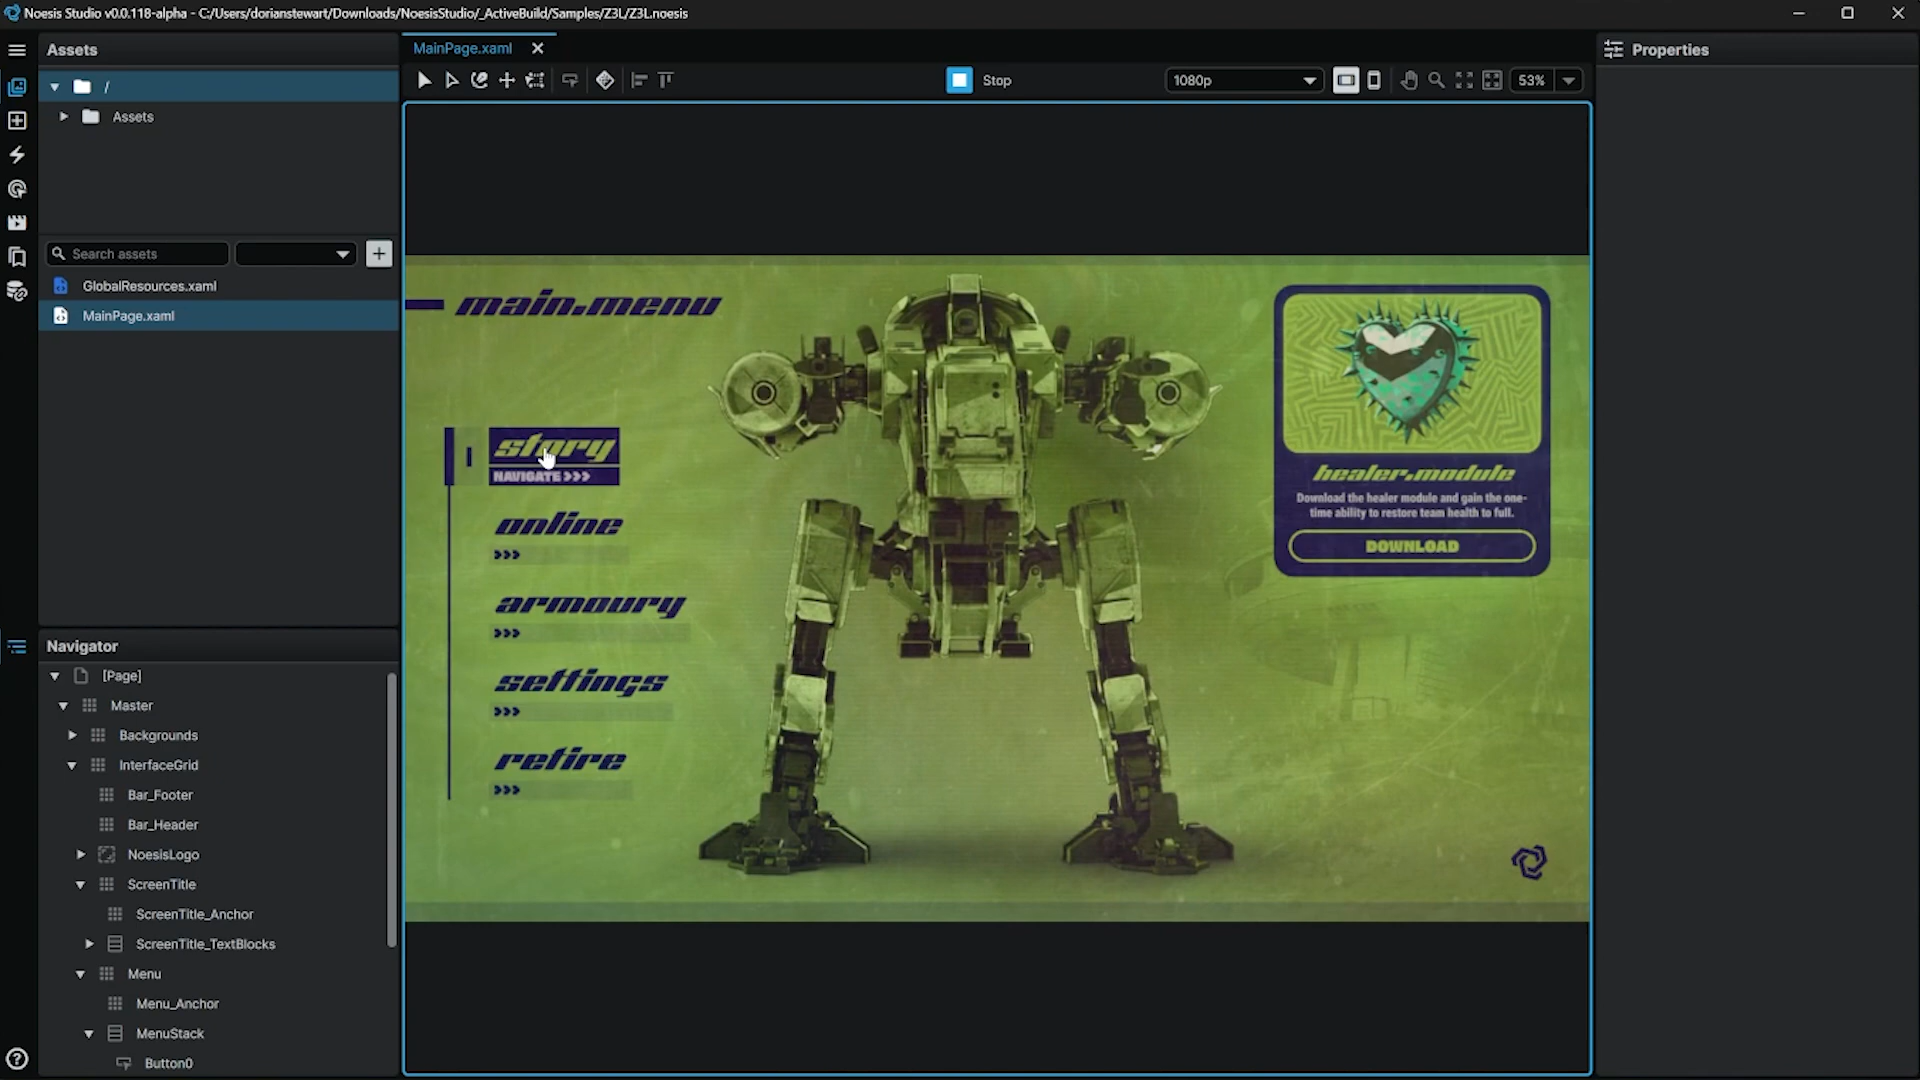 Noesis Studio v0.0.118-alpha - C:/Users/dorianstewart/Downloads/NoesisStudio/_ActiveBuild/Samples/Z3L/Z3L.noesis
Assets
MainPage.xaml
Properties
/
Stop
1080p
53%
Assets
Search assets
GlobalResources.xaml
MainPage.xaml
main.menu
story
NAVIGATE >>>
online
>>>
armoury
>>>
settings
>>>
retire
>>>
healer.module
Download the healer module and gain the one-
time ability to restore team health to full.
DOWNLOAD
Navigator
[Page]
Master
Backgrounds
InterfaceGrid
Bar_Footer
Bar_Header
NoesisLogo
ScreenTitle
ScreenTitle_Anchor
ScreenTitle_TextBlocks
Menu
Menu_Anchor
MenuStack
Button0